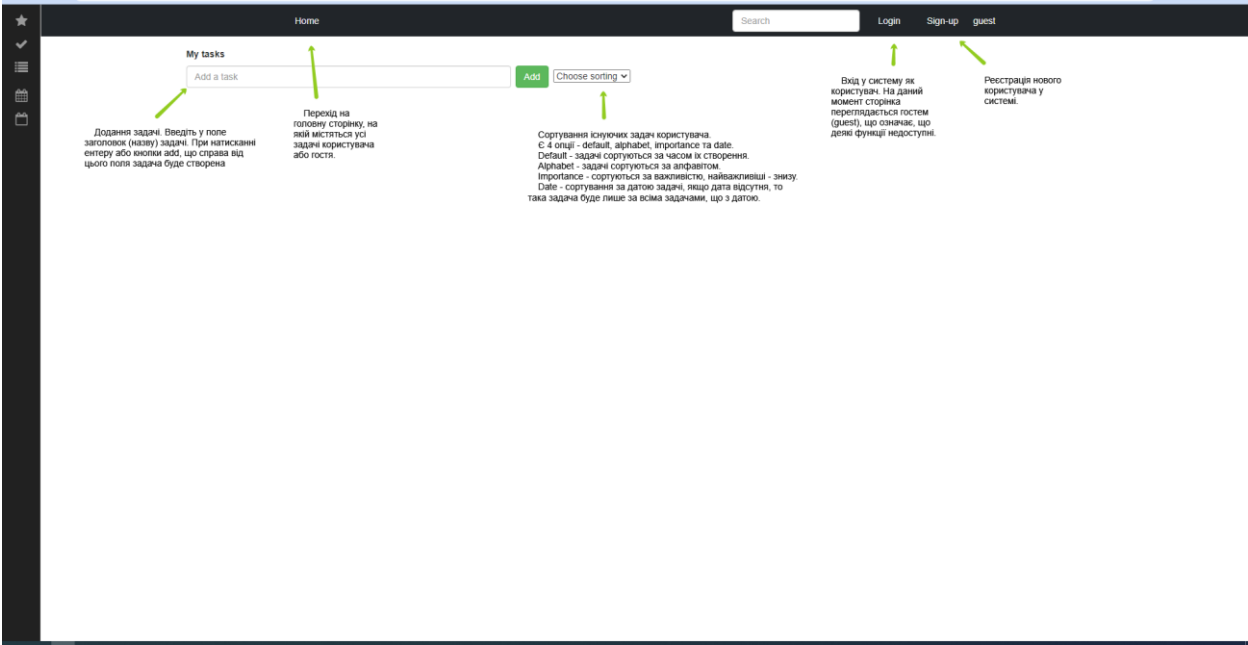 Home
Search
Login
Sign-up
guest
My tasks
Add a task
Add
Choose sorting
Додання задачі. Введіть у поле
заголовок (назву) задачі. При натисканні
ентеру або кнопки add, що справа від
цього поля задача буде створена
Перехід на
головну сторінку, на
якій містяться усі
задачі користувача
або гостя.
Сортування існуючих задач користувача.
Є 4 опції - default, alphabet, importance та date.
Default - задачі сортуються за часом їх створення.
Alphabet - задачі сортуються за алфавітом.
Importance - сортуються за важливістю, найважливіші - знизу.
Date - сортування за датою задачі, якщо дата відсутня, то
така задача буде лише за всіма задачами, що з датою.
Вхід у систему як
користувач. На даний
момент сторінка
переглядається гостем
(guest), що означає, що
деякі функції недоступні.
Реєстрація нового
користувача у
системі.